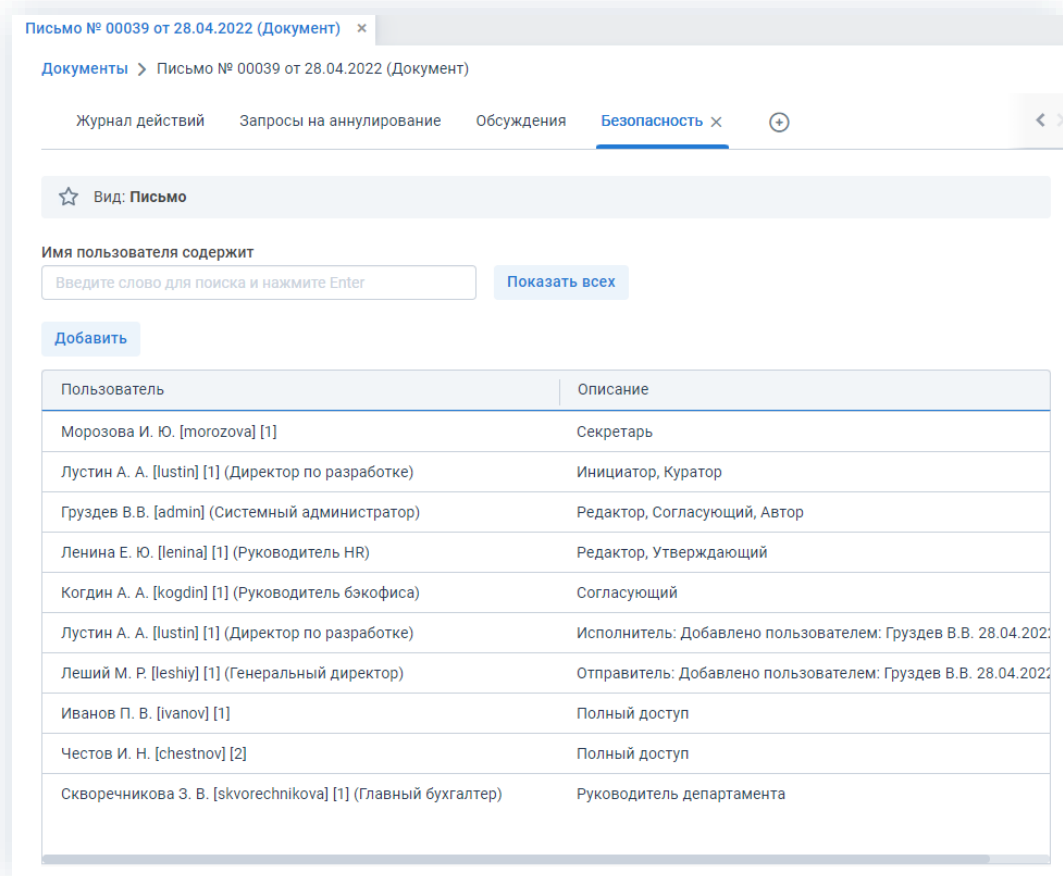 Письмо № 00039 от 28.04.2022 (Документ) ×
Документы > Письмо № 00039 от 28.04.2022 (Документ)
Журнал действий Запросы на аннулирование Обсуждения Безопасность ×
Вид: Письмо
Имя пользователя содержит
Введите слово для поиска и нажмите Enter Показать всех
Добавить
Пользователь Описание
Морозова И. Ю. [morozova] [1] Секретарь
Лустин А. А. [lustin] [1] (Директор по разработке) Инициатор, Куратор
Груздев В.В. [admin] (Системный администратор) Редактор, Согласующий, Автор
Ленина Е. Ю. [lenina] [1] (Руководитель HR) Редактор, Утверждающий
Когдин А. А. [kogdin] [1] (Руководитель бэкофиса) Согласующий
Лустин А. А. [lustin] [1] (Директор по разработке) Исполнитель: Добавлено пользователем: Груздев В.В. 28.04.202
Леший М. Р. [leshiy] [1] (Генеральный директор) Отправитель: Добавлено пользователем: Груздев В.В. 28.04.2022
Иванов П. В. [ivanov] [1] Полный доступ
Честов И. Н. [chestnov] [2] Полный доступ
Скворечникова З. В. [skvorechnikova] [1] (Главный бухгалтер) Руководитель департамента